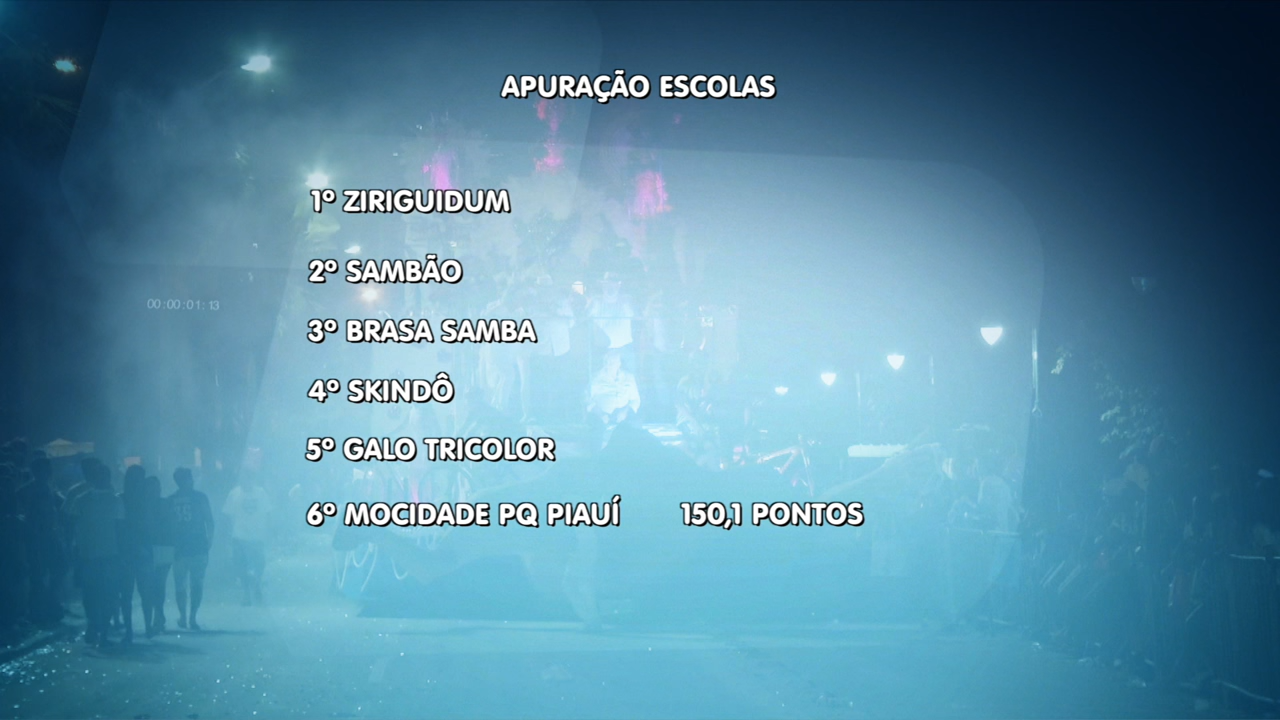 APURAÇÃO ESCOLAS
1º ZIRIGUIDUM
2º SAMBÃO
00:00:01:13
3º BRASA SAMBA
4º SKINDÔ
5º GALO TRICOLOR
6º MOCIDADE PQ PIAUÍ 150,1 PONTOS